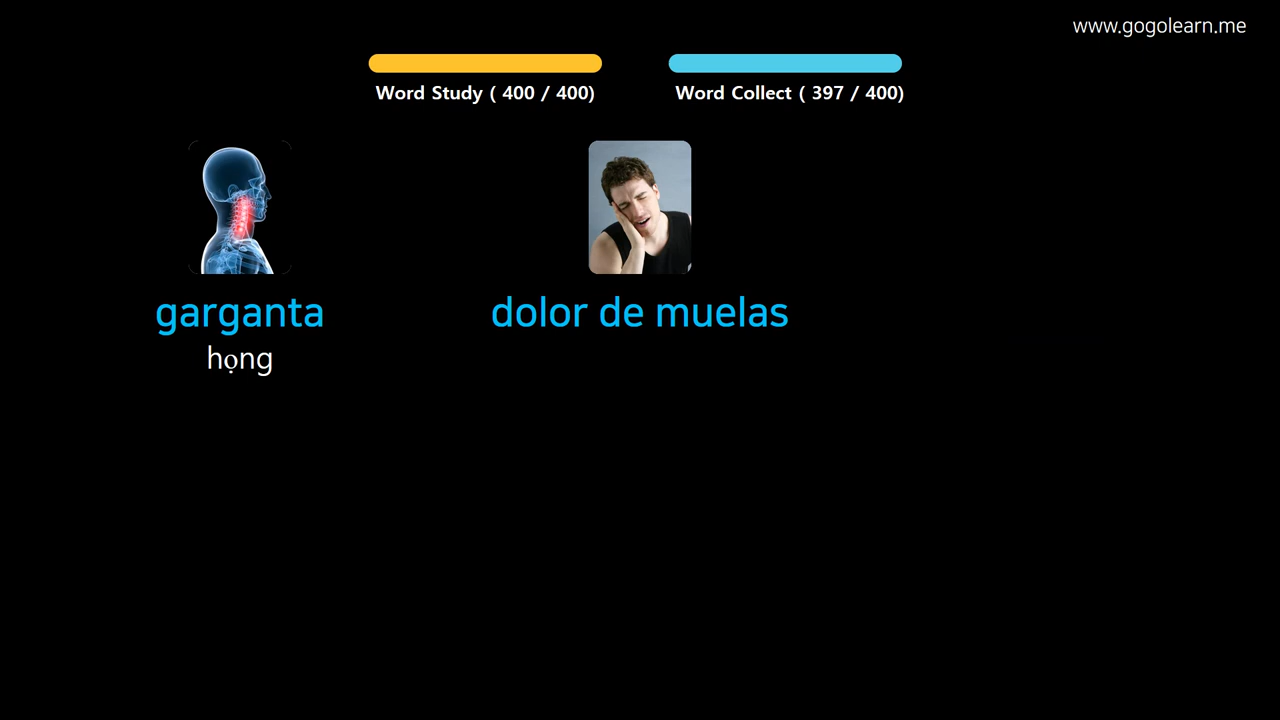 www.gogolearn.me
Word Study ( 400 / 400)
Word Collect ( 397 / 400)
garganta
họng
dolor de muelas